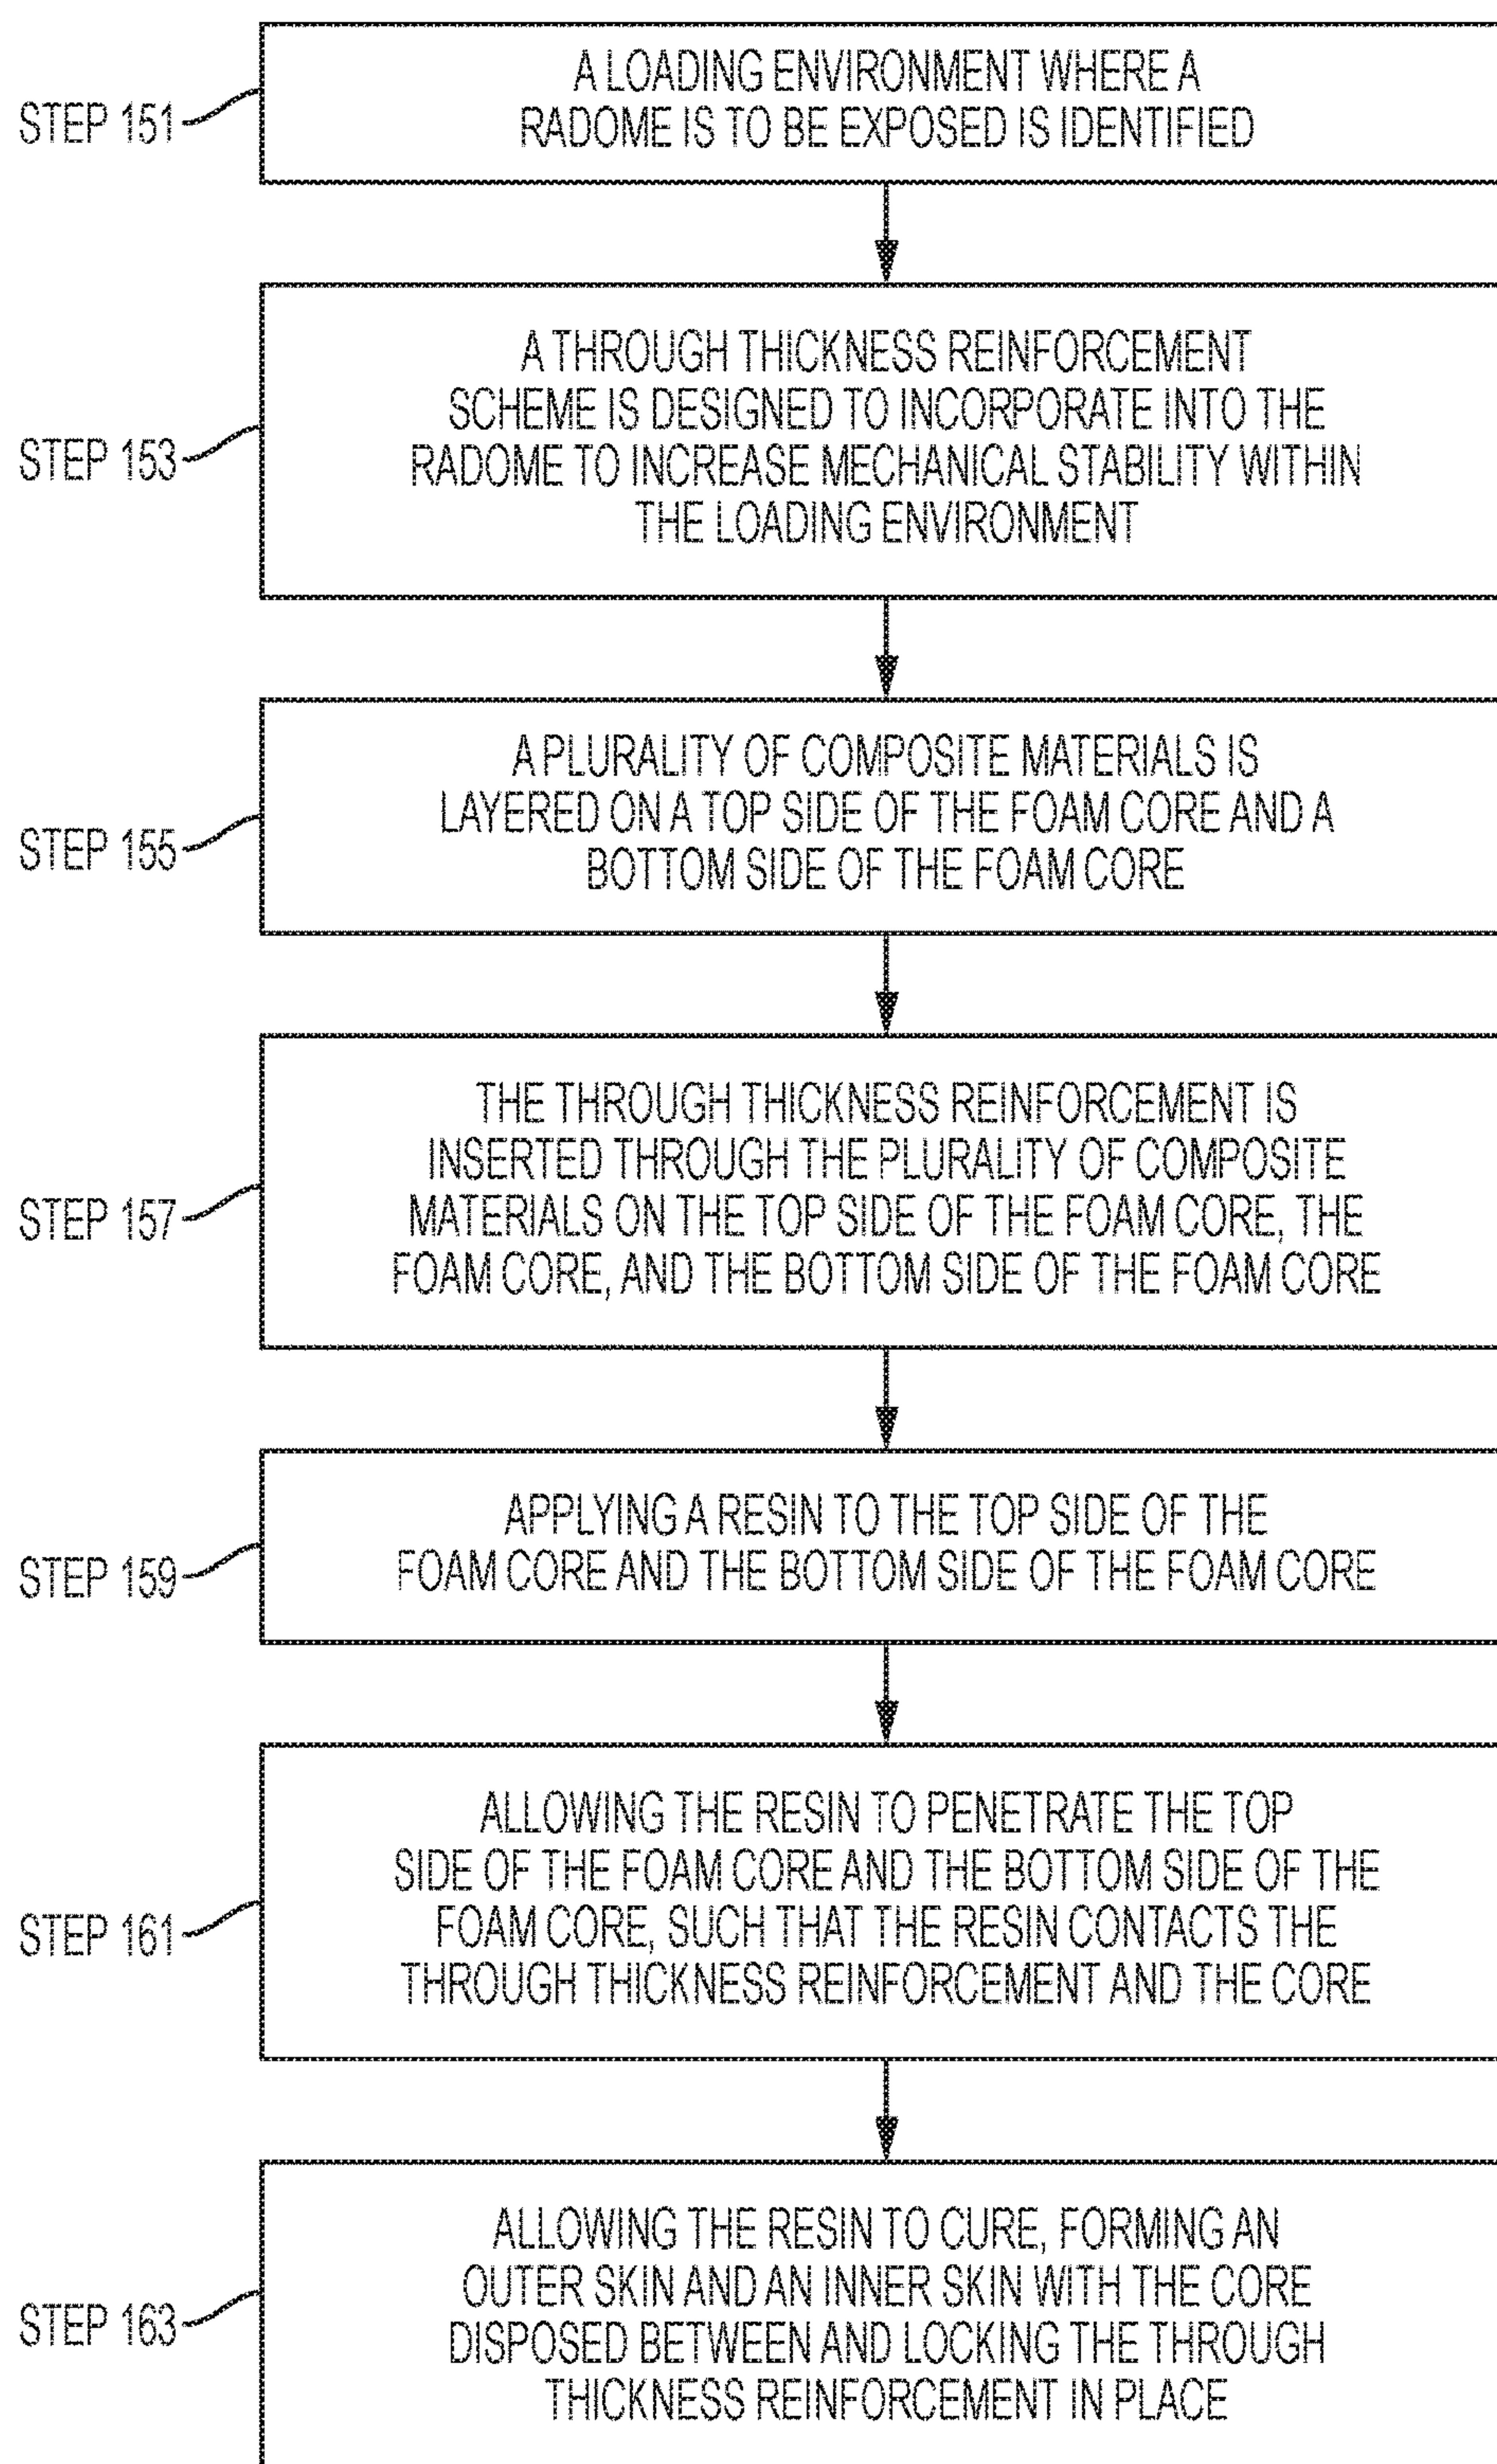 STEP 151
A LOADING ENVIRONMENT WHERE A
RADOME IS TO BE EXPOSED IS IDENTIFIED
STEP 153
A THROUGH THICKNESS REINFORCEMENT
SCHEME IS DESIGNED TO INCORPORATE INTO THE
RADOME TO INCREASE MECHANICAL STABILITY WITHIN
THE LOADING ENVIRONMENT
STEP 155
A PLURALITY OF COMPOSITE MATERIALS IS
LAYERED ON A TOP SIDE OF THE FOAM CORE AND A
BOTTOM SIDE OF THE FOAM CORE
STEP 157
THE THROUGH THICKNESS REINFORCEMENT IS
INSERTED THROUGH THE PLURALITY OF COMPOSITE
MATERIALS ON THE TOP SIDE OF THE FOAM CORE, THE
FOAM CORE, AND THE BOTTOM SIDE OF THE FOAM CORE
STEP 159
APPLYING A RESIN TO THE TOP SIDE OF THE
FOAM CORE AND THE BOTTOM SIDE OF THE FOAM CORE
STEP 161
ALLOWING THE RESIN TO PENETRATE THE TOP
SIDE OF THE FOAM CORE AND THE BOTTOM SIDE OF THE
FOAM CORE, SUCH THAT THE RESIN CONTACTS THE
THROUGH THICKNESS REINFORCEMENT AND THE CORE
STEP 163
ALLOWING THE RESIN TO CURE, FORMING AN
OUTER SKIN AND AN INNER SKIN WITH THE CORE
DISPOSED BETWEEN AND LOCKING THE THROUGH
THICKNESS REINFORCEMENT IN PLACE